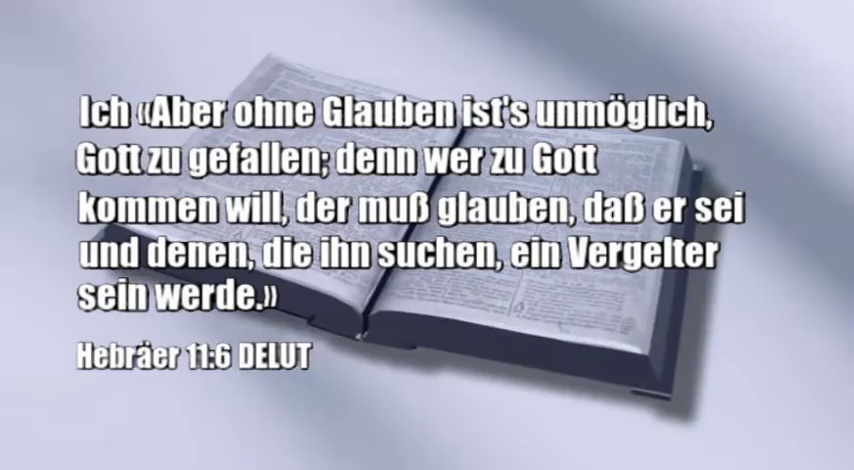 Ich «Aber ohne Glauben ist's unmöglich,
Gott zu gefallen; denn wer zu Gott
kommen will, der muß glauben, daß er sei
und denen, die ihn suchen, ein Vergelter
sein werde.»
Hebräer 11:6 DELUT